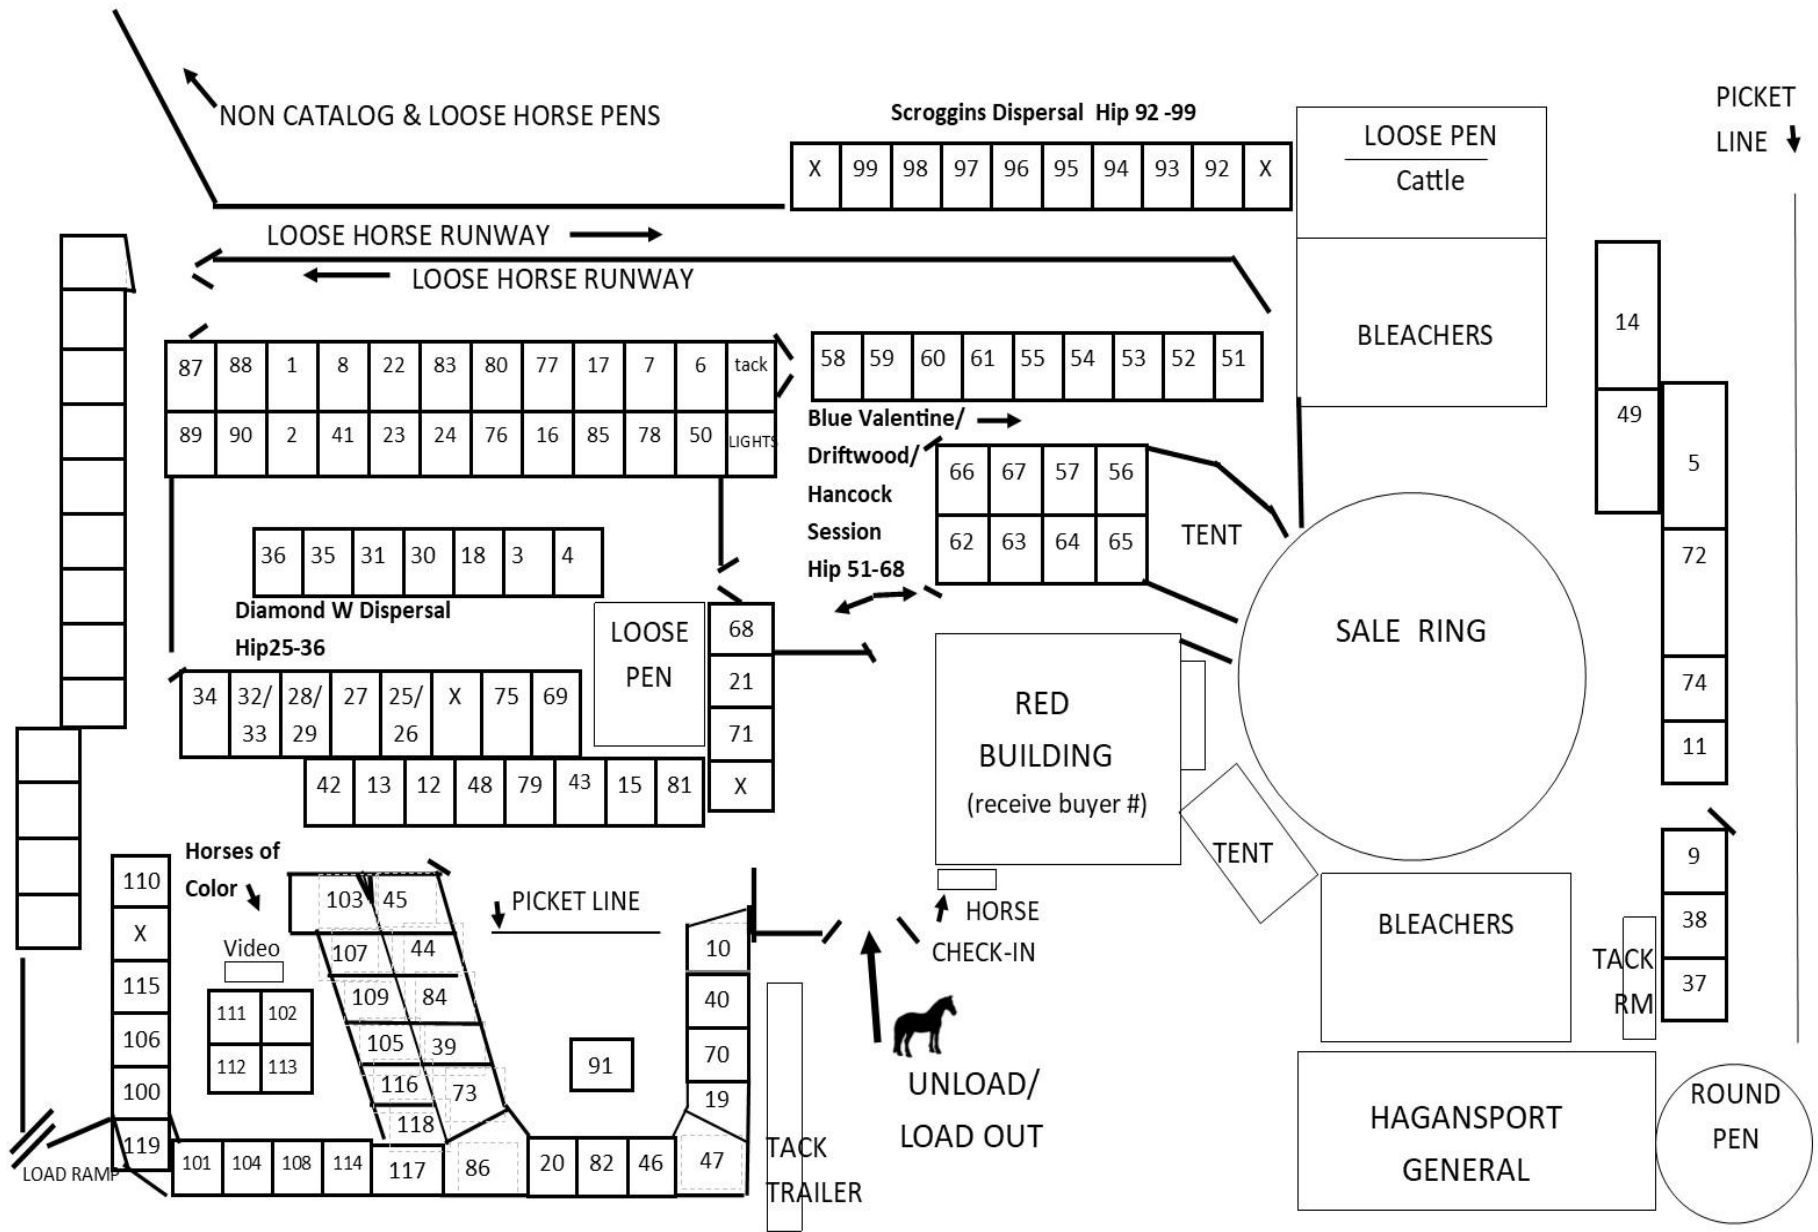 NON CATALOG & LOOSE HORSE PENS
Scroggins Dispersal Hip 92 -99
X 99 98 97 96 95 94 93 92 X
LOOSE PEN
Cattle
PICKET
LINE
LOOSE HORSE RUNWAY
LOOSE HORSE RUNWAY
BLEACHERS
14
49
5
72
74
11
87 88 1 8 22 83 80 77 17 7 6 tack
89 90 2 41 23 24 76 16 85 78 50 LIGHTS
58 59 60 61 55 54 53 52 51
Blue Valentine/
Driftwood/
Hancock
Session
Hip 51-68
66 67 57 56
62 63 64 65
TENT
SALE RING
36 35 31 30 18 3 4
Diamond W Dispersal
Hip25-36
LOOSE
PEN
68
21
71
X
34 32/ 28/ 27 25/ X 75 69
33 29 26
42 13 12 48 79 43 15 81
RED
BUILDING
(receive buyer #)
TENT
HORSE
CHECK-IN
BLEACHERS
9
38
37
TACK
RM
Horses of
Color
Video
110
X
115
106
100
119
111 102
112 113
103 45
107 44
109 84
105 39
116 73
118
PICKET LINE
91
10
40
70
19
47
LOAD RAMP
101 104 108 114 117 86 20 82 46
TACK
TRAILER
UNLOAD/
LOAD OUT
HAGANSPORT
GENERAL
ROUND
PEN